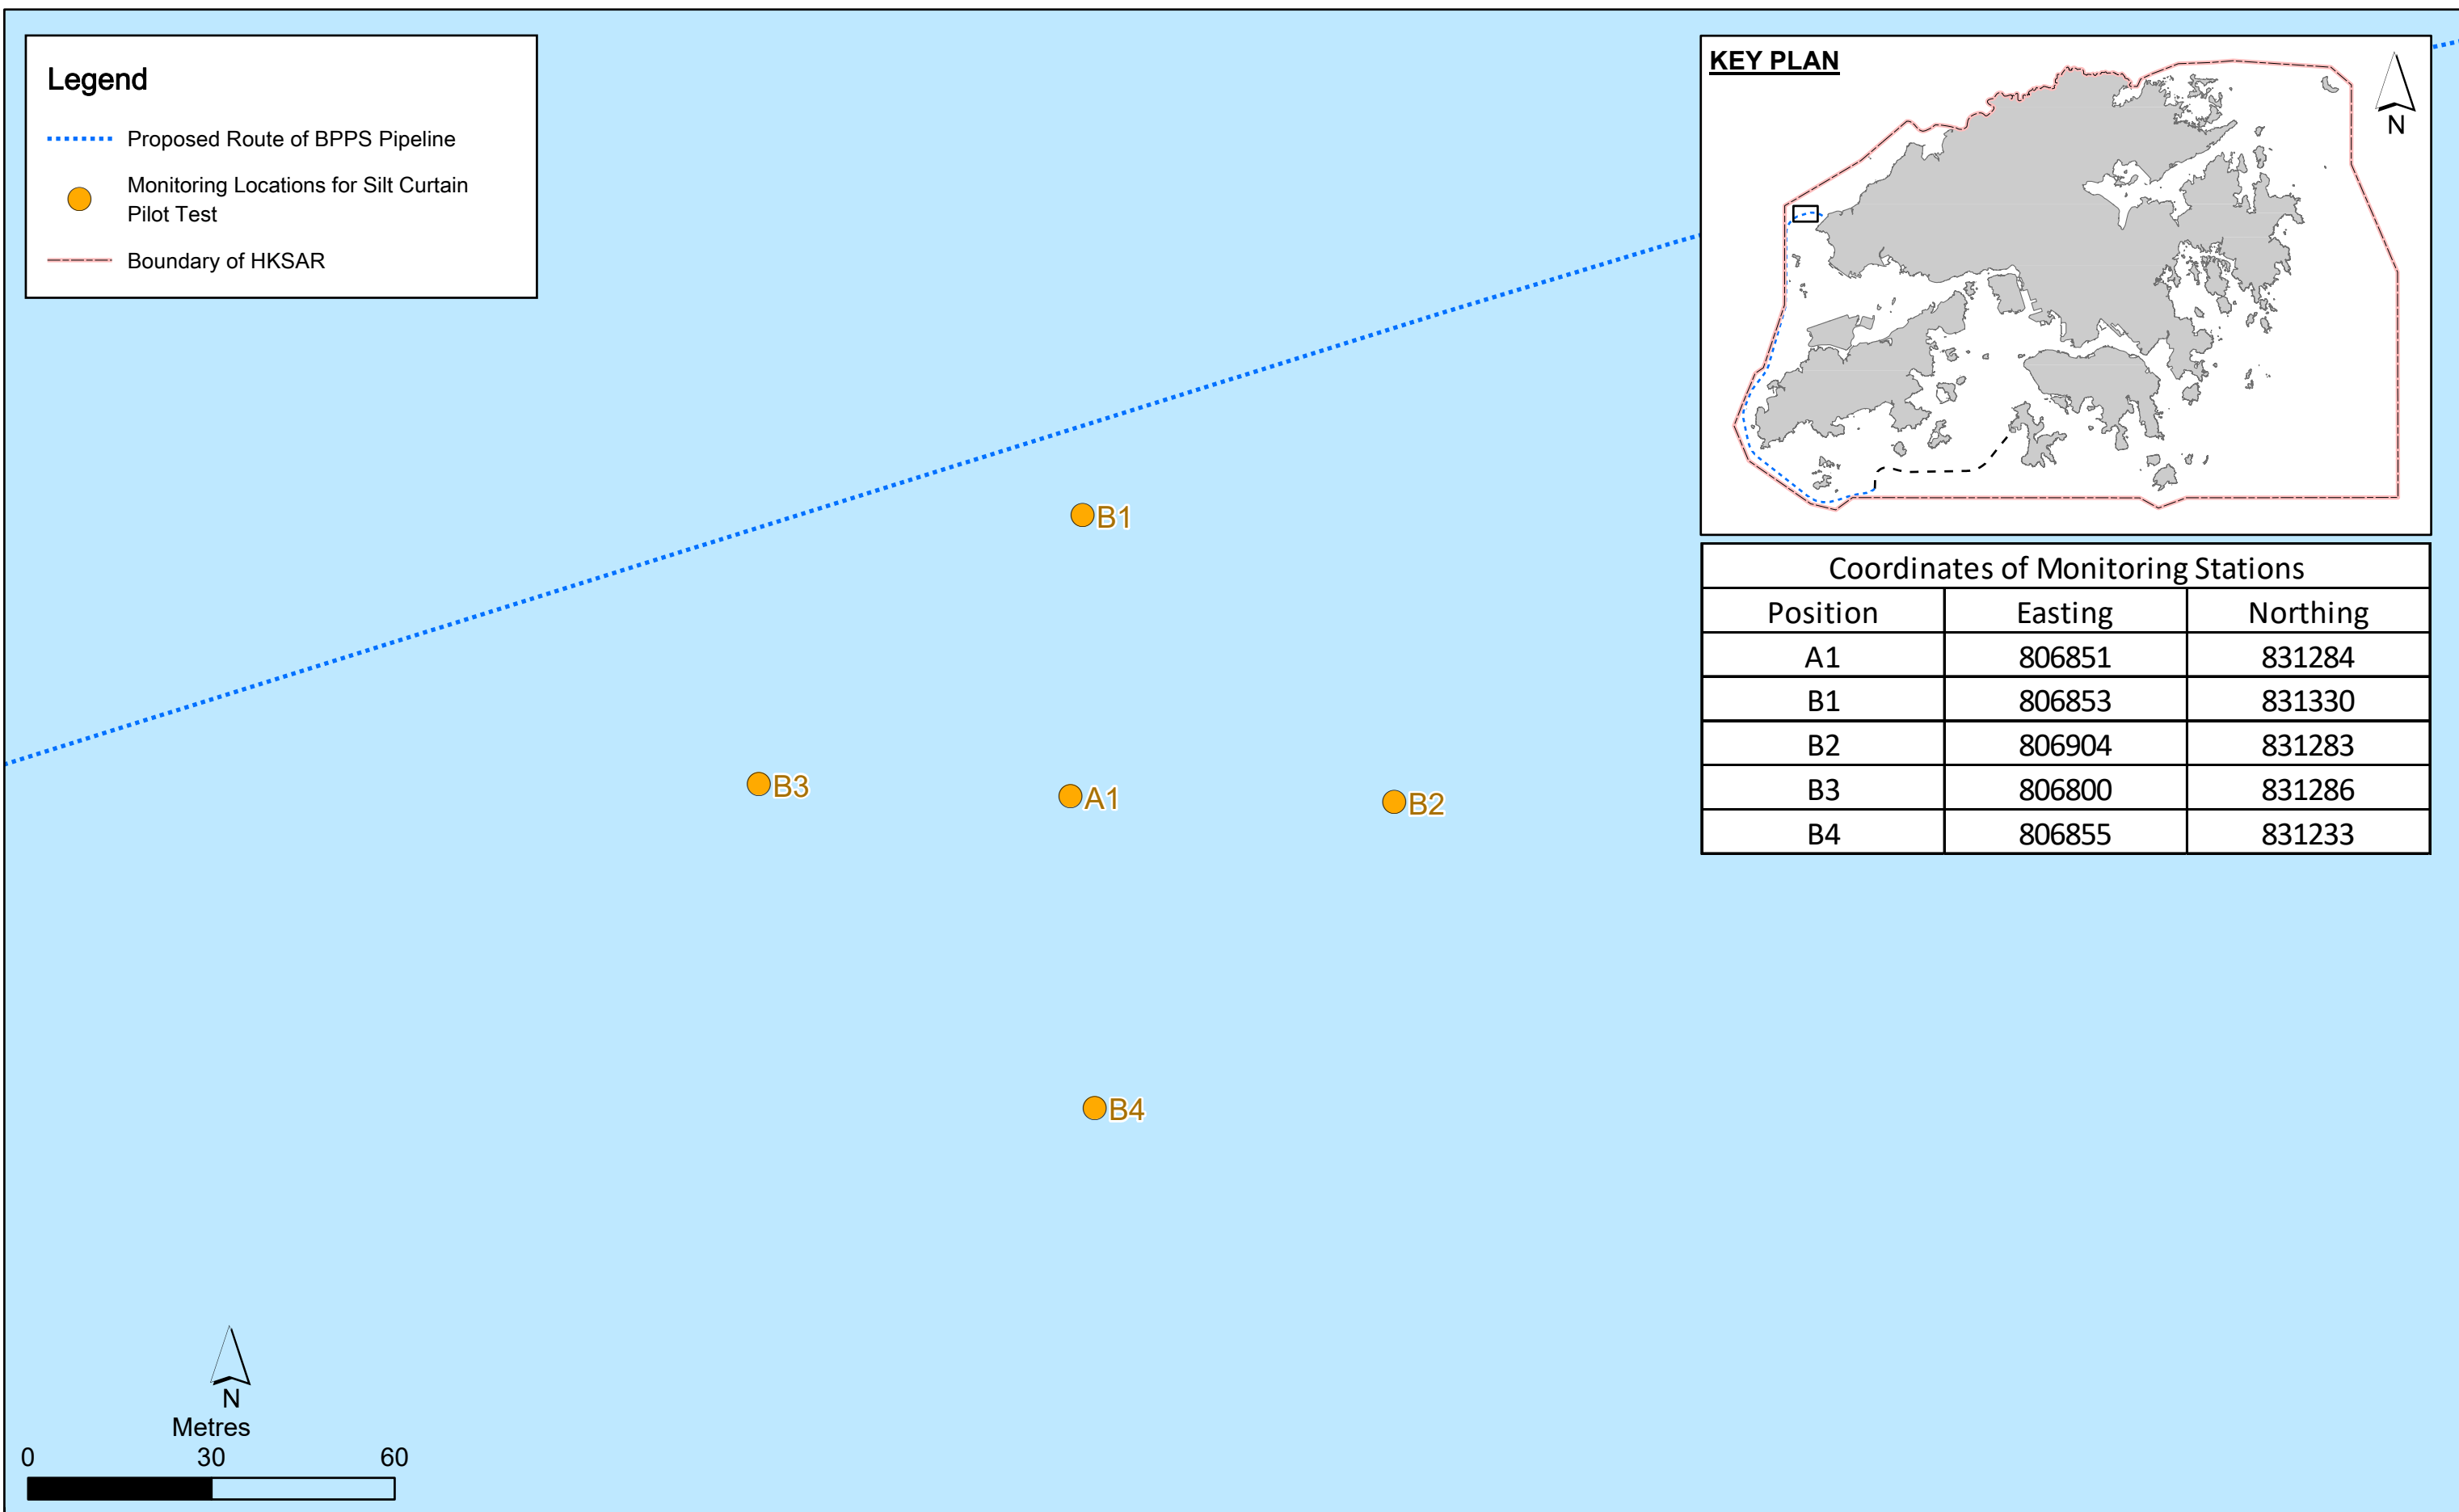 Legend
Proposed Route of BPPS Pipeline
Monitoring Locations for Silt Curtain
Pilot Test
Boundary of HKSAR
KEY PLAN
N
B1
B3
A1
B2
B4
Coordinates of Monitoring Stations
Position Easting Northing
A1 806851 831284
B1 806853 831330
B2 806904 831283
B3 806800 831286
B4 806855 831233
N
Metres
0 30 60